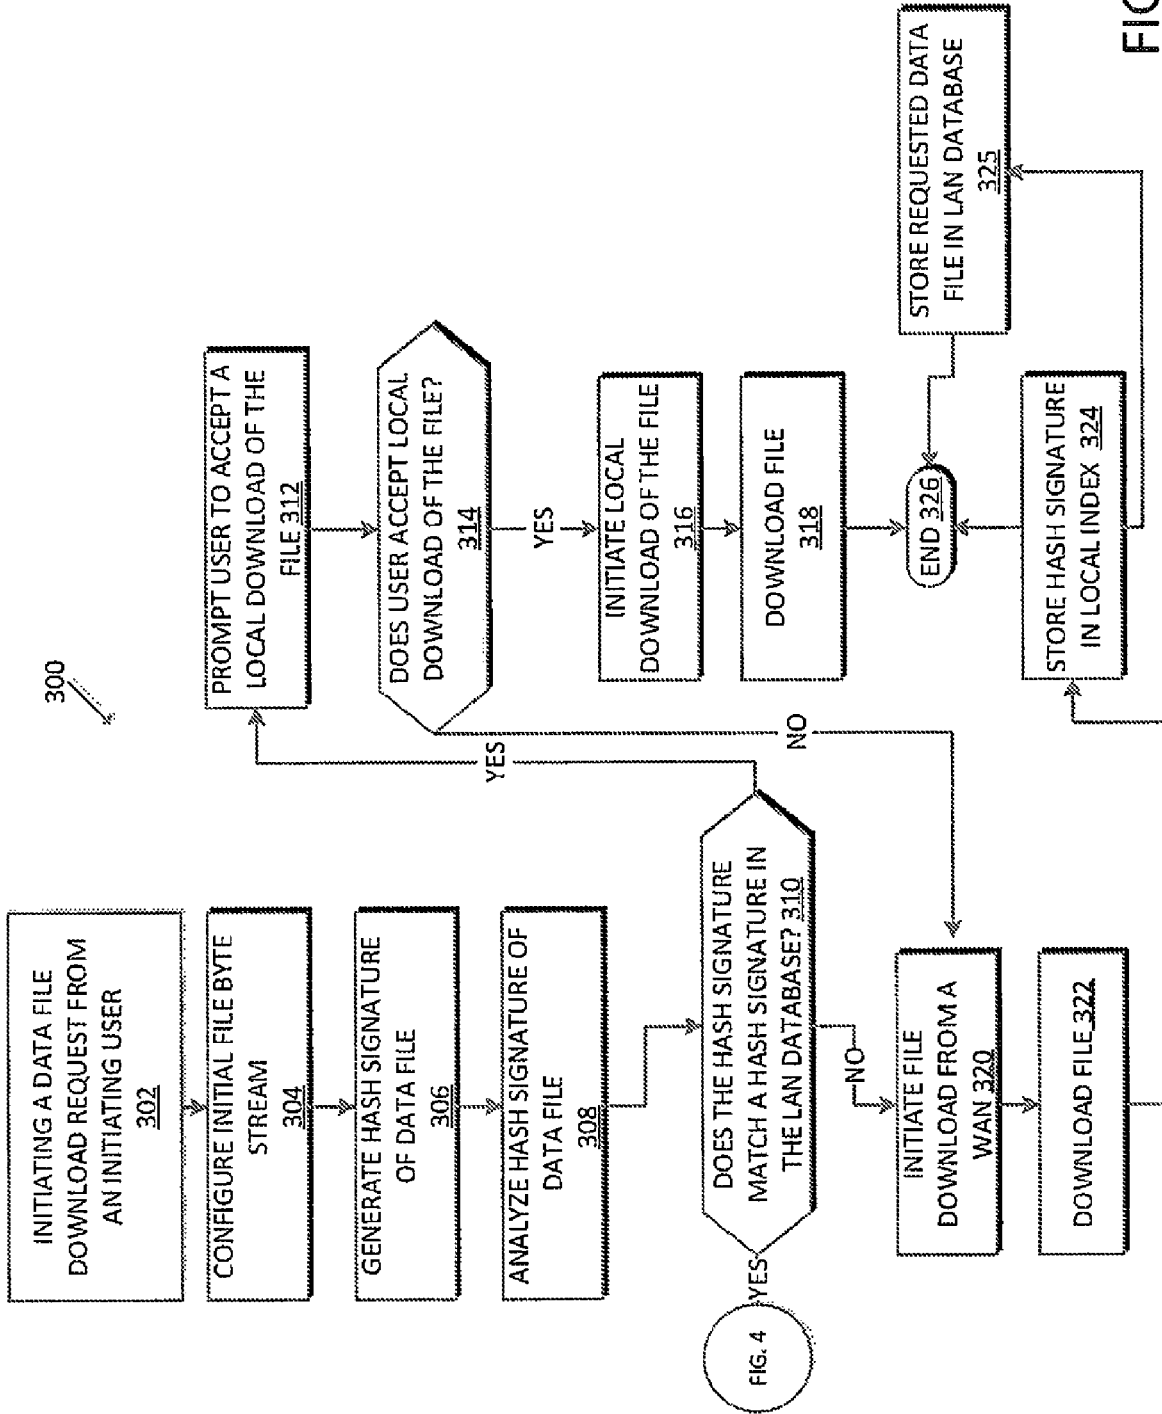 300
INITIATING A DATA FILE
DOWNLOAD REQUEST FROM
AN INITIATING USER
302
CONFIGURE INITIAL FILE BYTE
STREAM
304
GENERATE HASH SIGNATURE
OF DATA FILE
306
ANALYZE HASH SIGNATURE OF
DATA FILE
308
DOES THE HASH SIGNATURE
MATCH A HASH SIGNATURE IN
THE LAN DATABASE? 310
YES
FIG. 4
YES
NO
INITIATE FILE
DOWNLOAD FROM A
WAN 320
DOWNLOAD FILE 322
PROMPT USER TO ACCEPT A
LOCAL DOWNLOAD OF THE
FILE 312
DOES USER ACCEPT LOCAL
DOWNLOAD OF THE FILE?
314
YES
NO
INITIATE LOCAL
DOWNLOAD OF THE FILE
316
DOWNLOAD FILE
318
END 326
STORE HASH SIGNATURE
IN LOCAL INDEX 324
STORE REQUESTED DATA
FILE IN LAN DATABASE
325